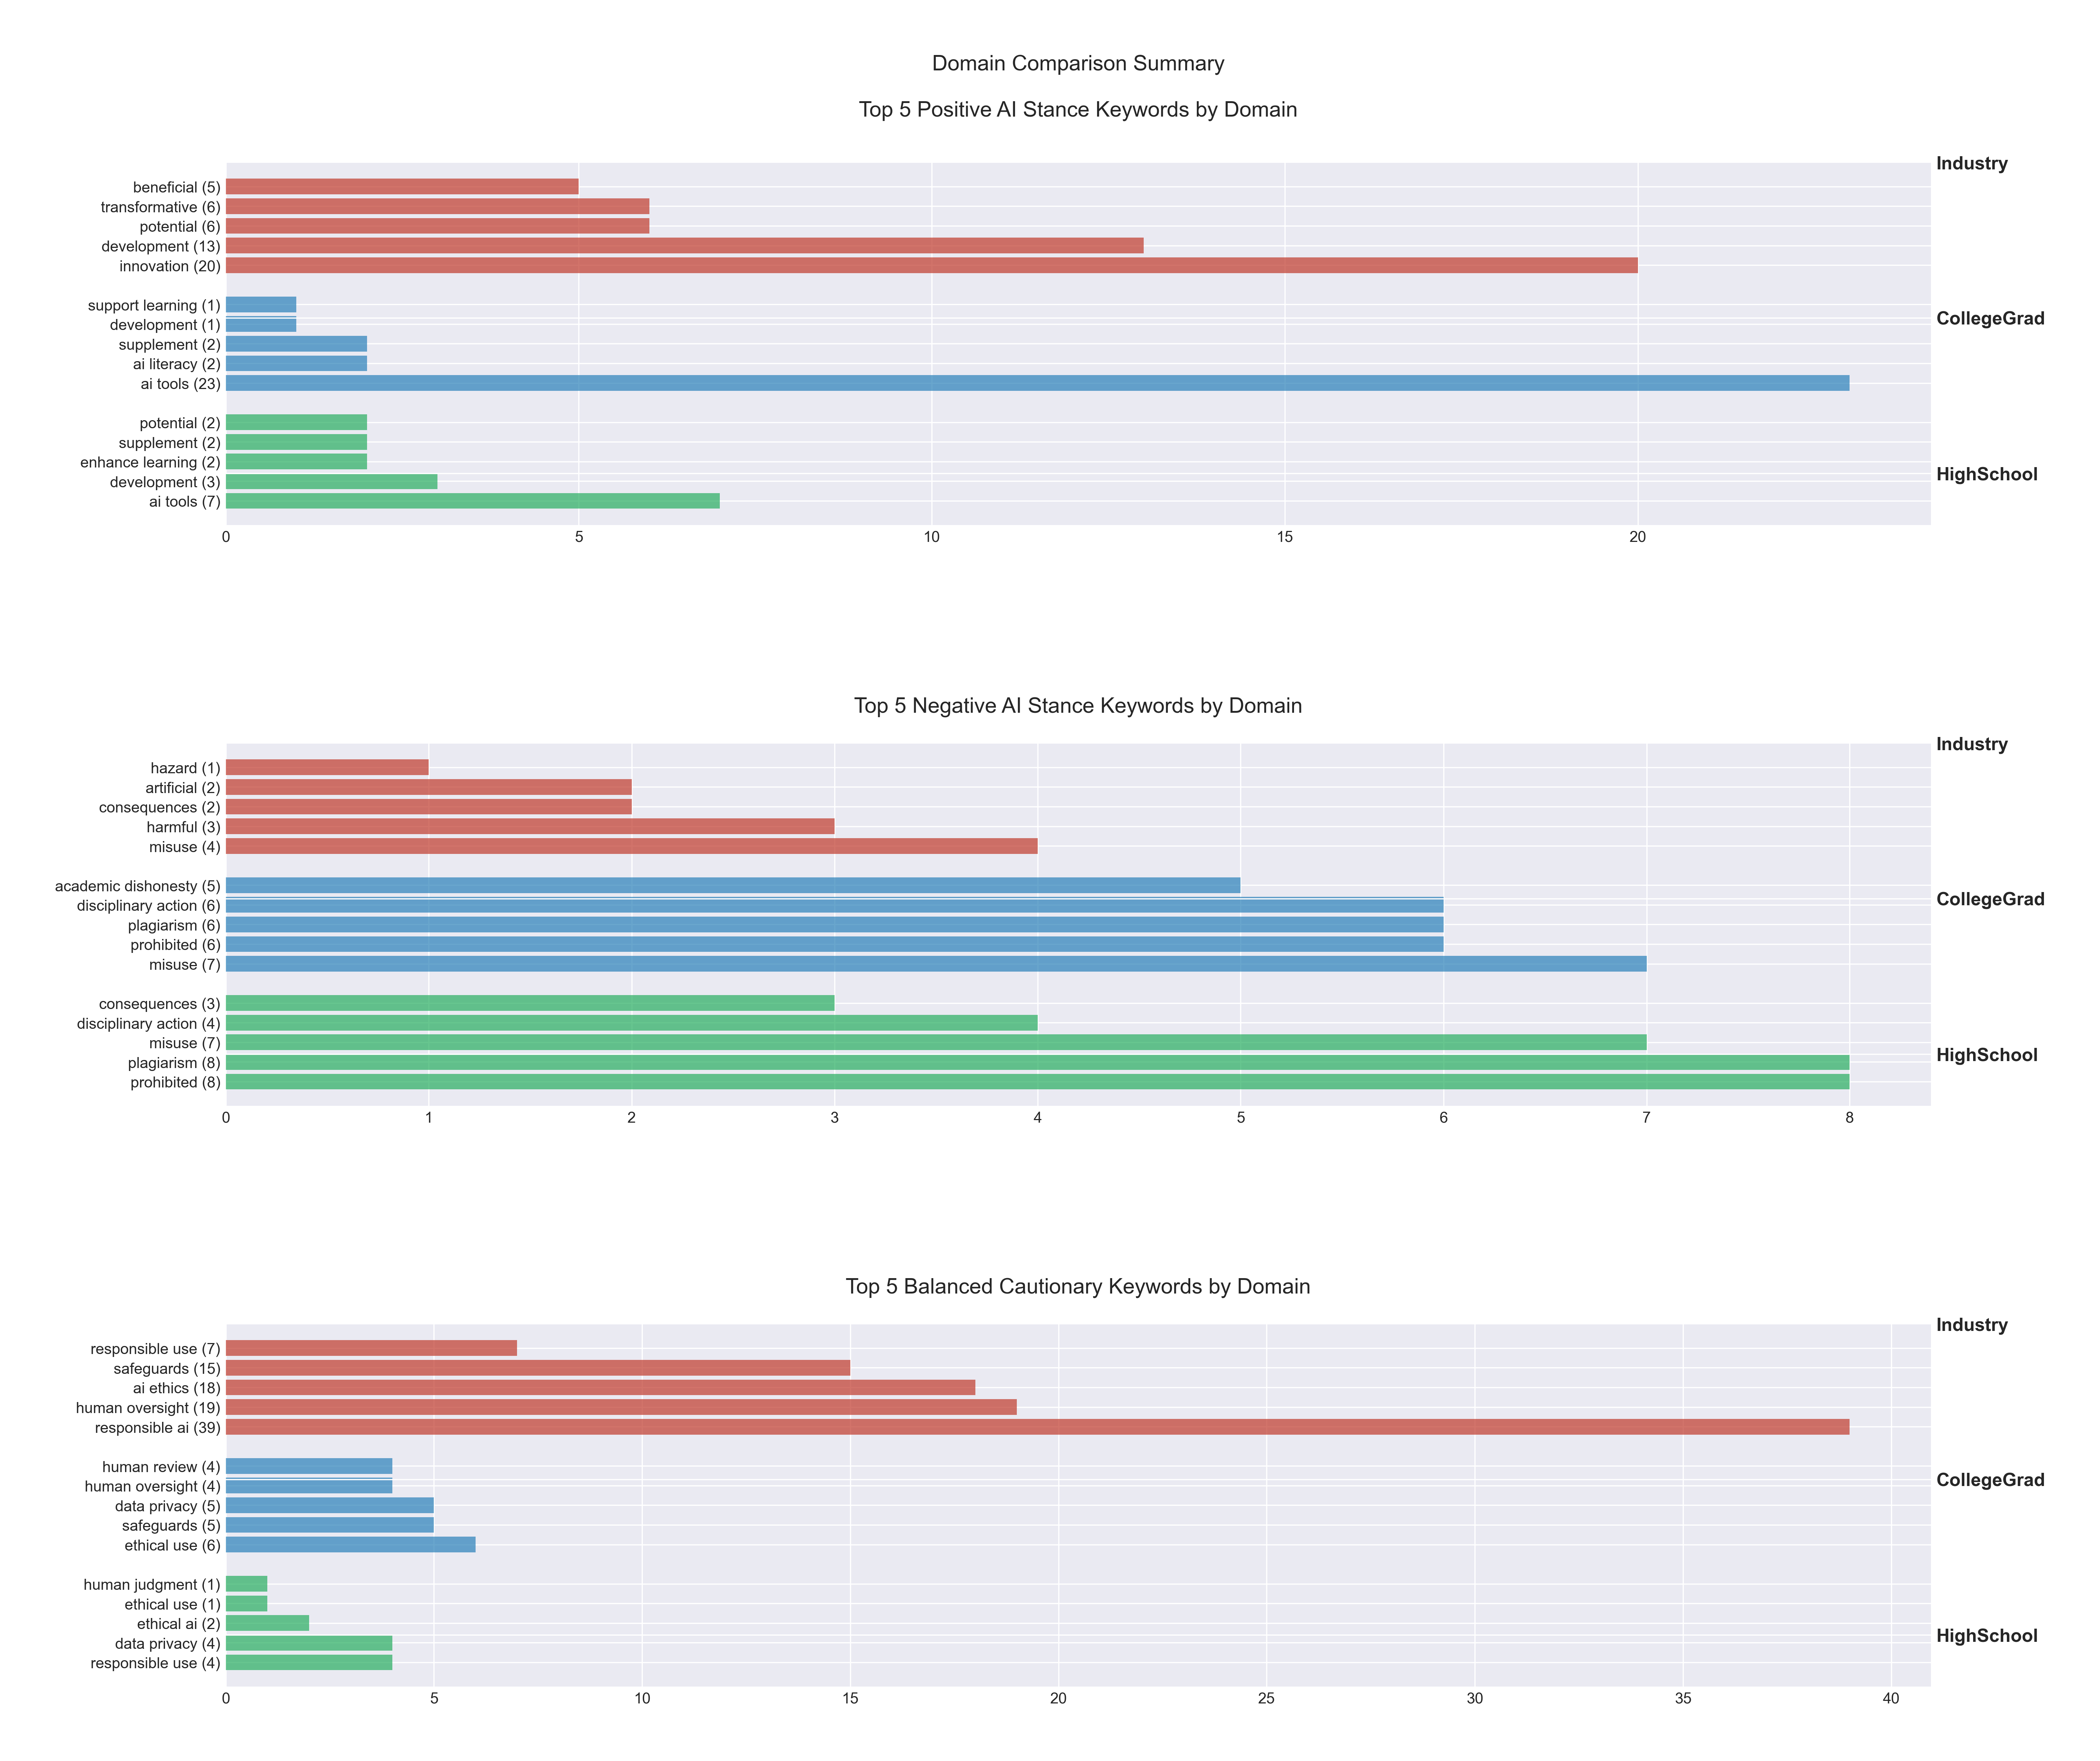 Domain Comparison Summary
Top 5 Positive AI Stance Keywords by Domain
Industry
beneficial (5)
transformative (6)
potential (6)
development (13)
innovation (20)
support learning (1)
CollegeGrad
development (1)
supplement (2)
ai literacy (2)
ai tools (23)
potential (2)
supplement (2)
enhance learning (2)
HighSchool
development (3)
ai tools (7)
0 5 10 15 20
Top 5 Negative AI Stance Keywords by Domain
Industry
hazard (1)
artificial (2)
consequences (2)
harmful (3)
misuse (4)
academic dishonesty (5)
CollegeGrad
disciplinary action (6)
plagiarism (6)
prohibited (6)
misuse (7)
consequences (3)
disciplinary action (4)
misuse (7)
HighSchool
plagiarism (8)
prohibited (8)
0 1 2 3 4 5 6 7 8
Top 5 Balanced Cautionary Keywords by Domain
Industry
responsible use (7)
safeguards (15)
ai ethics (18)
human oversight (19)
responsible ai (39)
human review (4)
CollegeGrad
human oversight (4)
data privacy (5)
safeguards (5)
ethical use (6)
human judgment (1)
ethical use (1)
ethical ai (2)
HighSchool
data privacy (4)
responsible use (4)
0 5 10 15 20 25 30 35 40